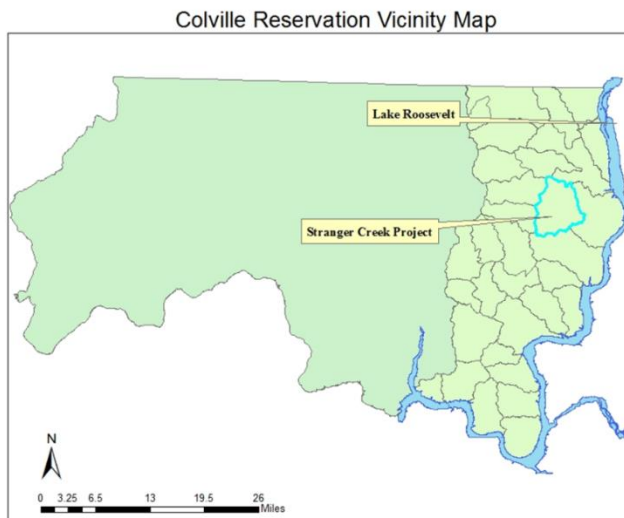 Colville Reservation Vicinity Map
Lake Roosevelt
Stranger Creek Project
N
0 3.25 6.5 13 19.5 26
Miles